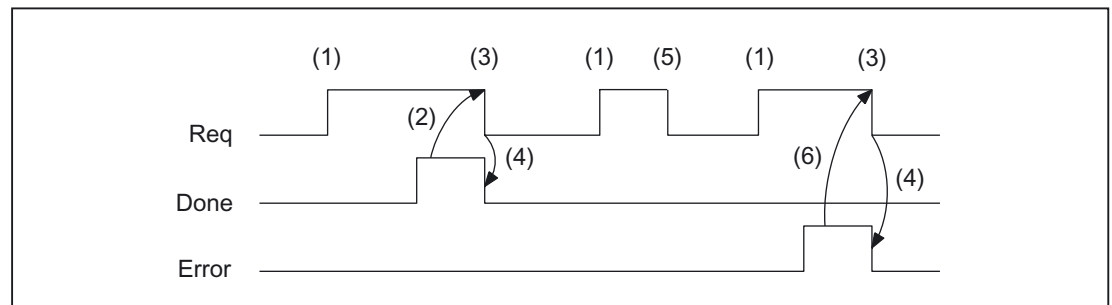 (1) (3) (1) (5) (1) (3)
Req (2) (4) (6) (4)
Done
Error